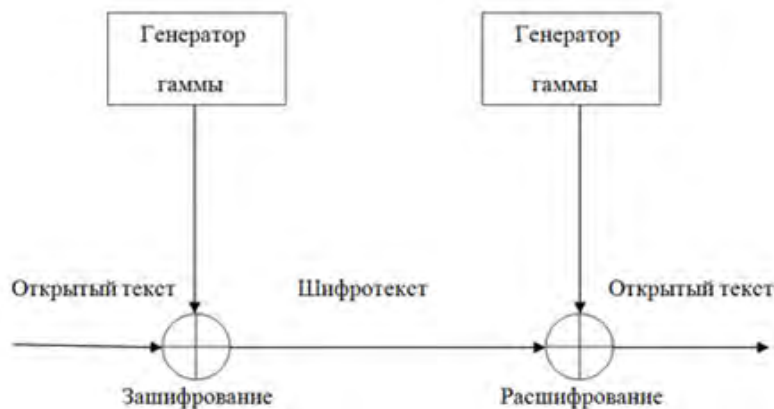 Генератор
гаммы
Генератор
гаммы
Открытый текст
Шифротекст
Открытый текст
Зашифрование
Расшифрование